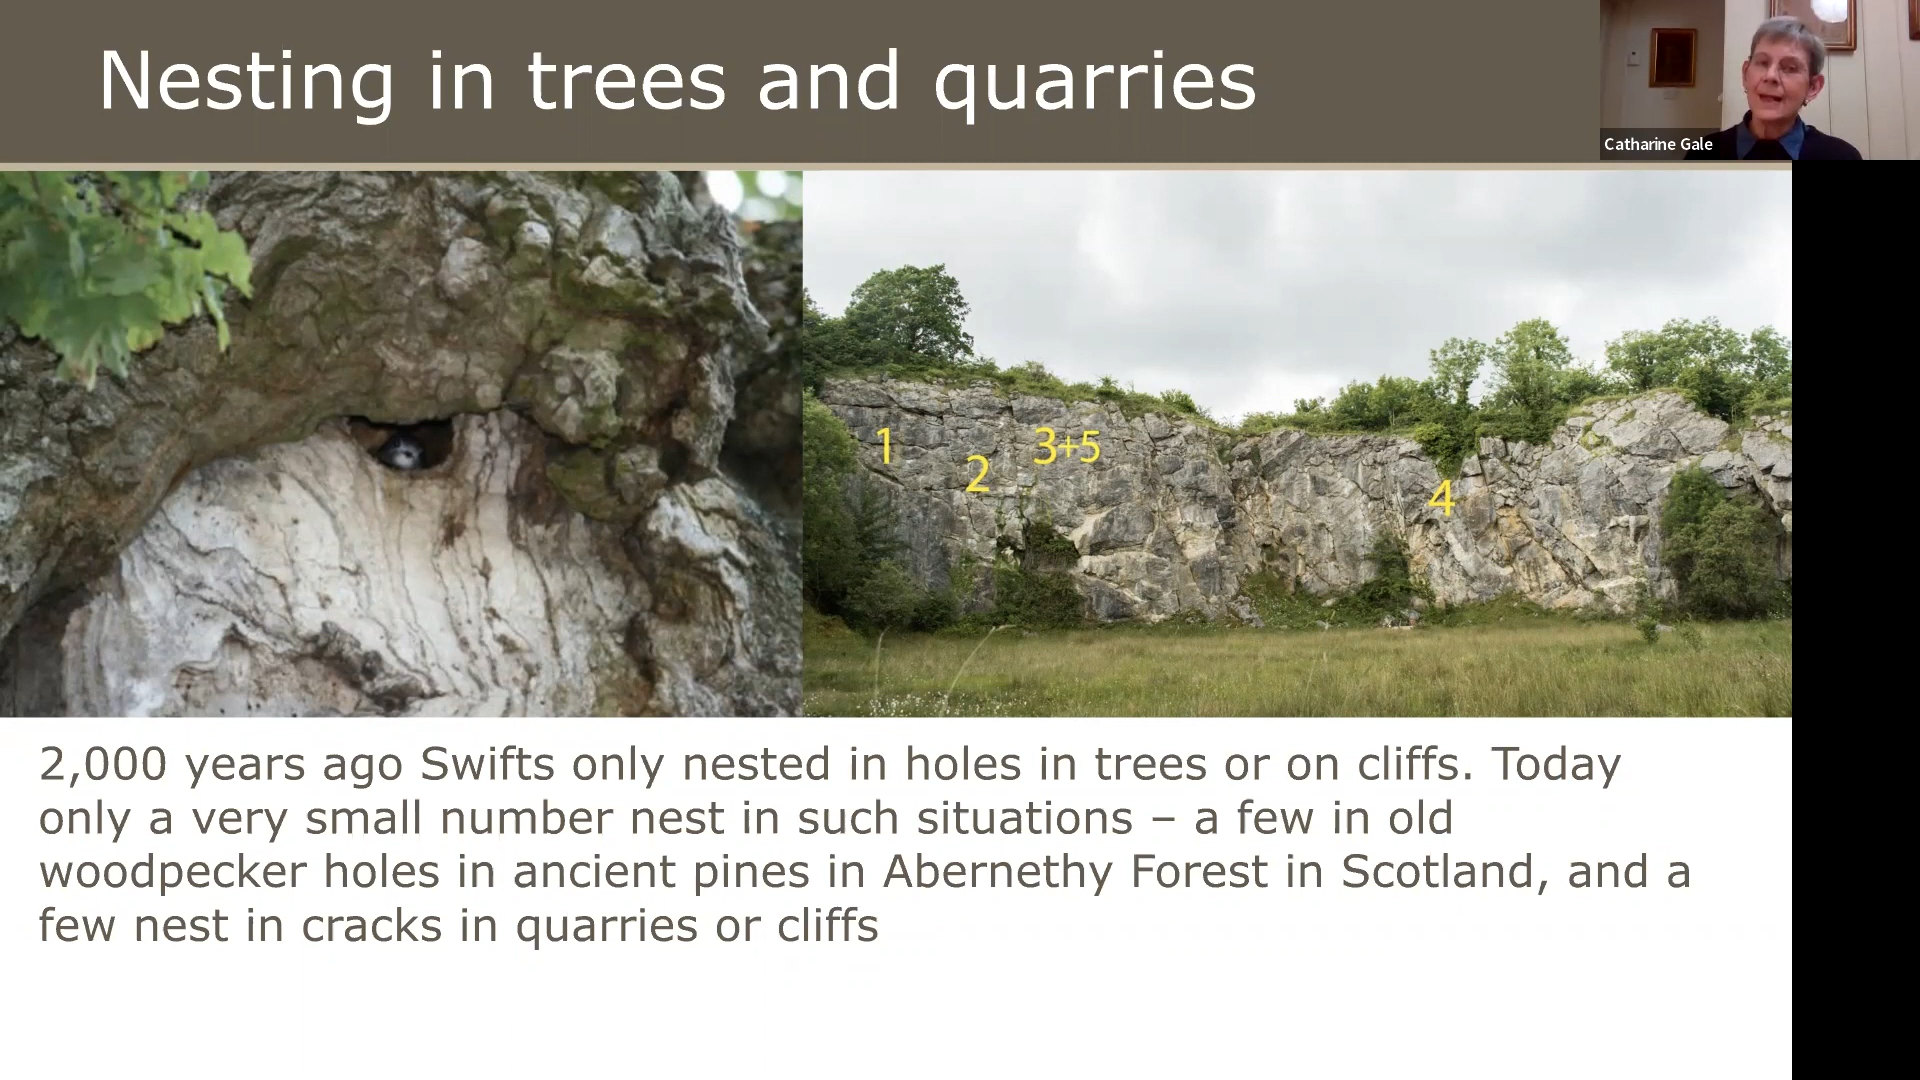 Nesting in trees and quarries
Catharine Gale
1
2
3+5
4
2,000 years ago Swifts only nested in holes in trees or on cliffs. Today
only a very small number nest in such situations – a few in old
woodpecker holes in ancient pines in Abernethy Forest in Scotland, and a
few nest in cracks in quarries or cliffs